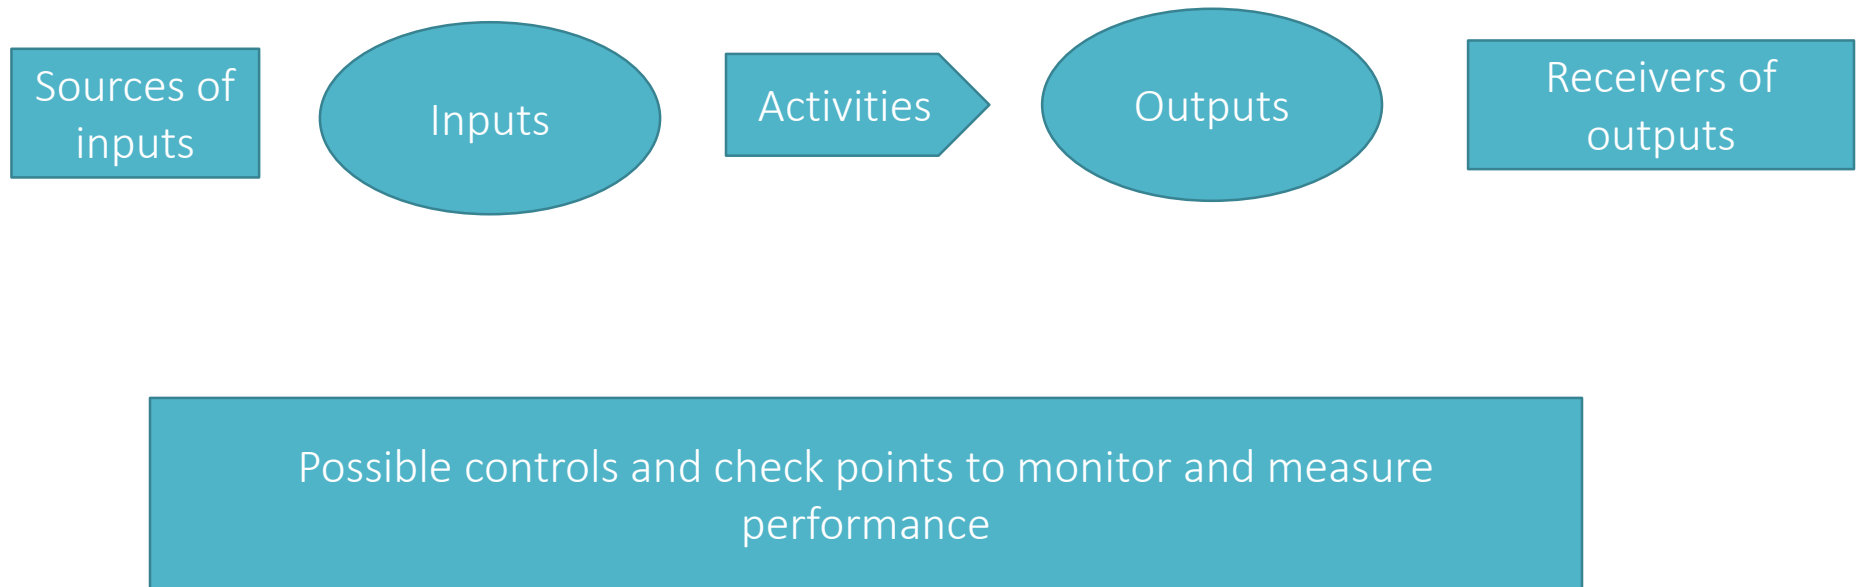 Sources of
inputs
Inputs
Activities
Outputs
Receivers of
outputs
Possible controls and check points to monitor and measure
performance